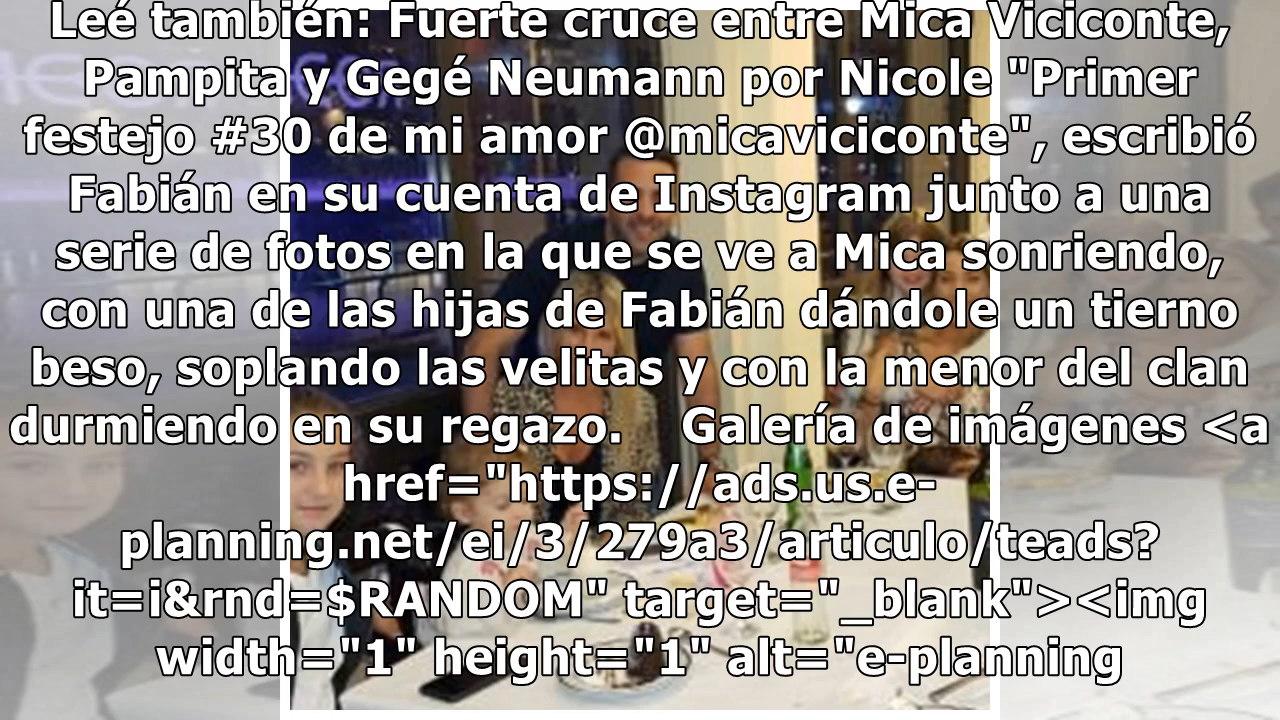 Leé también: Fuerte cruce entre Mica Viciconte,
Pampita y Gegé Neumann por Nicole "Primer
festejo #30 de mi amor @micaviciconte", escribió
Fabián en su cuenta de Instagram junto a una
serie de fotos en la que se ve a Mica sonriendo,
con una de las hijas de Fabián dándole un tierno
beso, soplando las velitas y con la menor del clan
durmiendo en su regazo.    Galería de imágenes <a
href="https://ads.us.e-
planning.net/ei/3/279a3/articulo/teads?
it=i&rnd=$RANDOM" target="_blank"><img
width="1" height="1" alt="e-planning